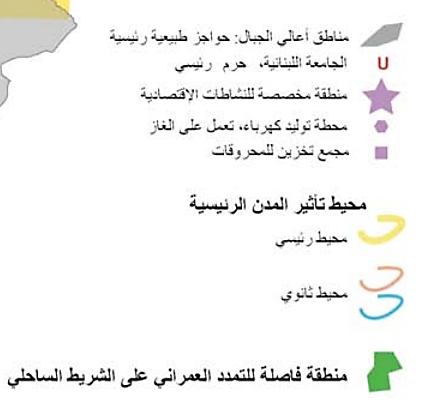 مناطق أعالي الجبال: حواجز طبيعية رئيسية
الجامعة اللبنانية، حرم رئيسي U
منطقة مخصصة للنشاطات الإقتصادية
محطة توليد كهرباء، تعمل على الغاز
مجمع تخزين للمحروقات
محيط تأثير المدن الرئيسية
محيط رئيسي
محيط ثانوي
منطقة فاصلة للتمدد العمراني على الشريط الساحلي